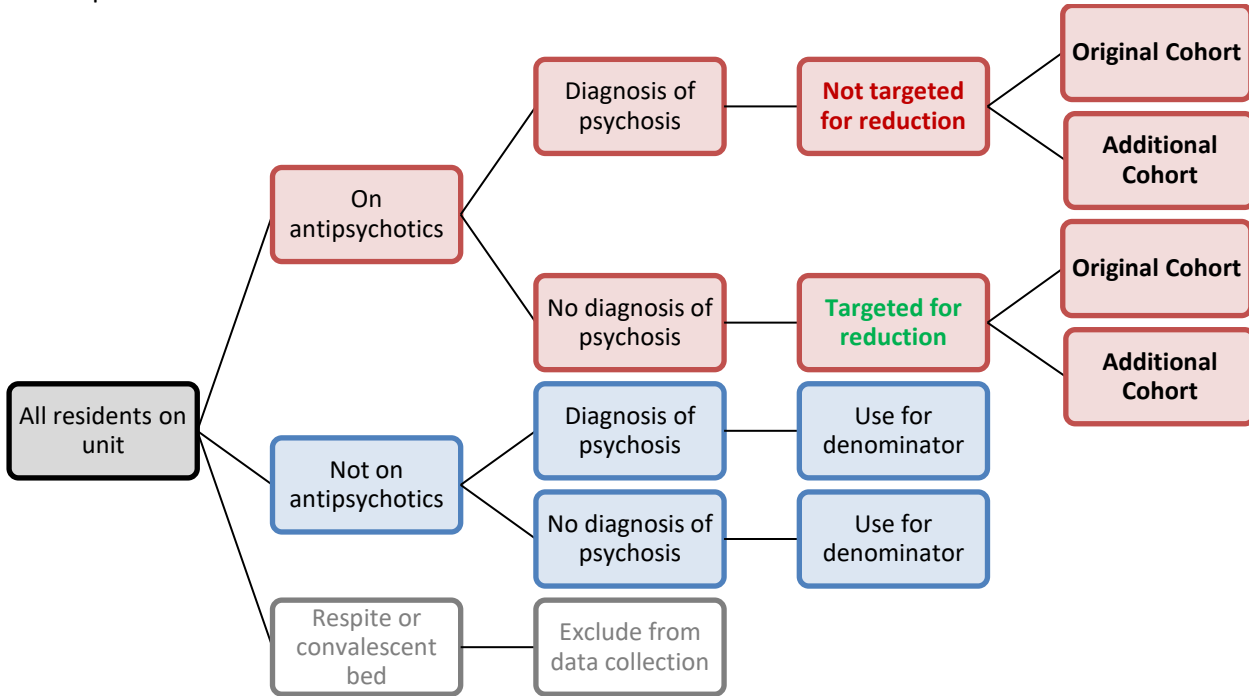 All residents on
unit
On
antipsychotics
Diagnosis of
psychosis
Not targeted
for reduction
Original Cohort
Additional
Cohort
No diagnosis of
psychosis
Targeted for
reduction
Original Cohort
Additional
Cohort
Not on
antipsychotics
Diagnosis of
psychosis
Use for
denominator
No diagnosis of
psychosis
Use for
denominator
Respite or
convalescent
bed
Exclude from
data collection